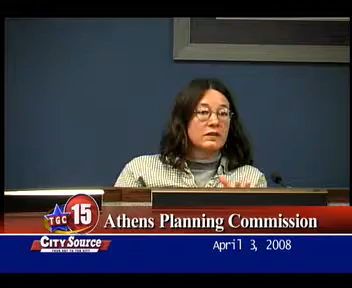 TGC
15
Athens Planning Commission
CITY SOURCE
April 3, 2008